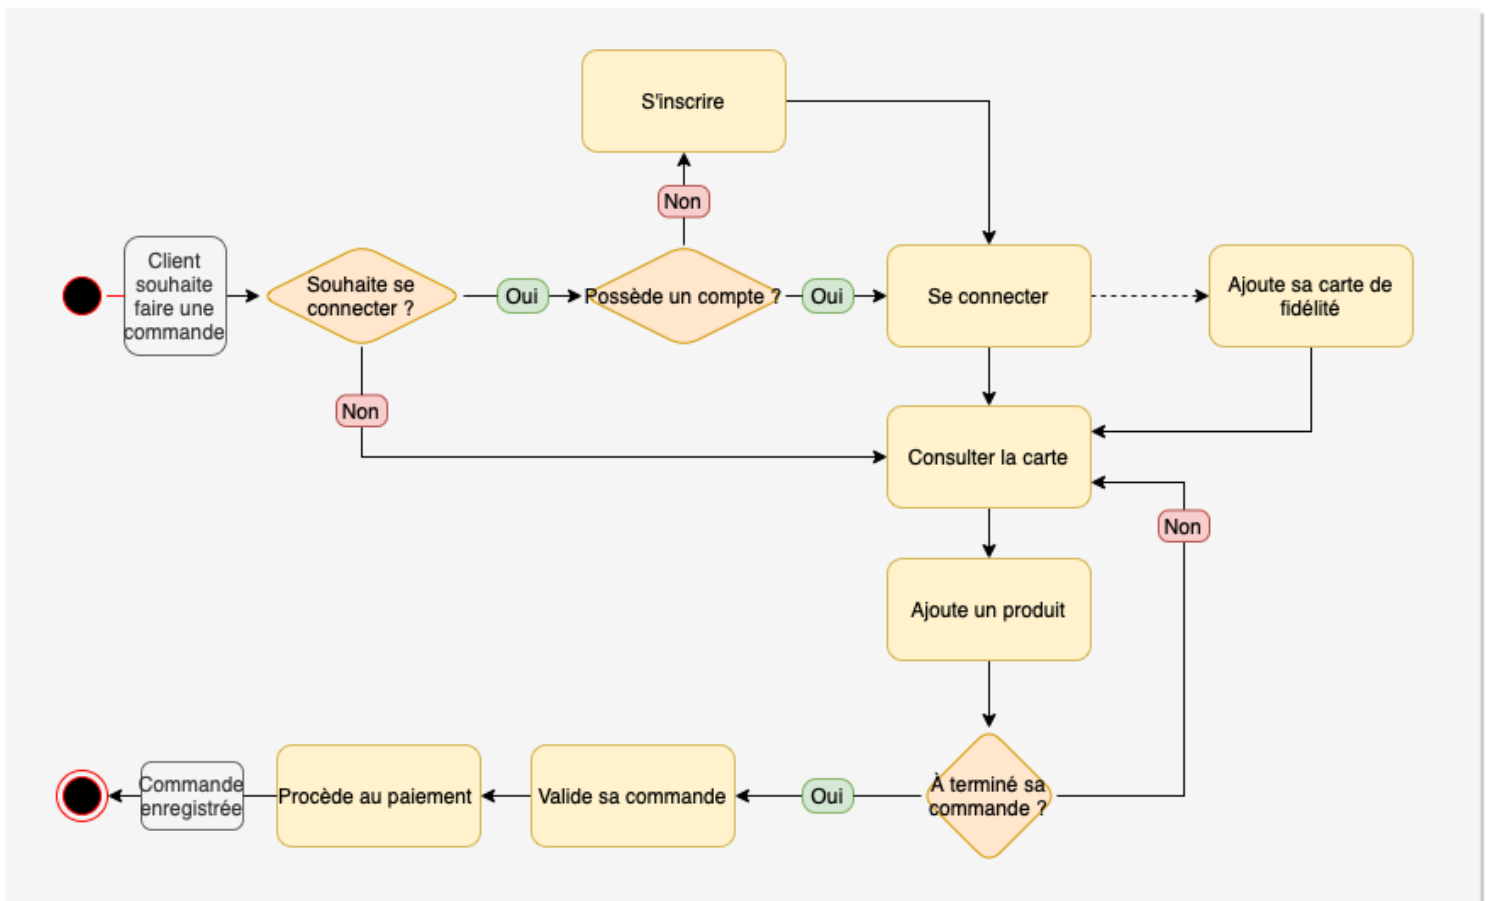 S'inscrire
Non
Client
souhaite
faire une
commande
Souhaite se
connecter ?
Oui
Possède un compte ?
Oui
Se connecter
Ajoute sa carte de
fidélité
Non
Consulter la carte
Non
Ajoute un produit
Commande
enregistrée
Procède au paiement
Valide sa commande
Oui
À terminé sa
commande ?